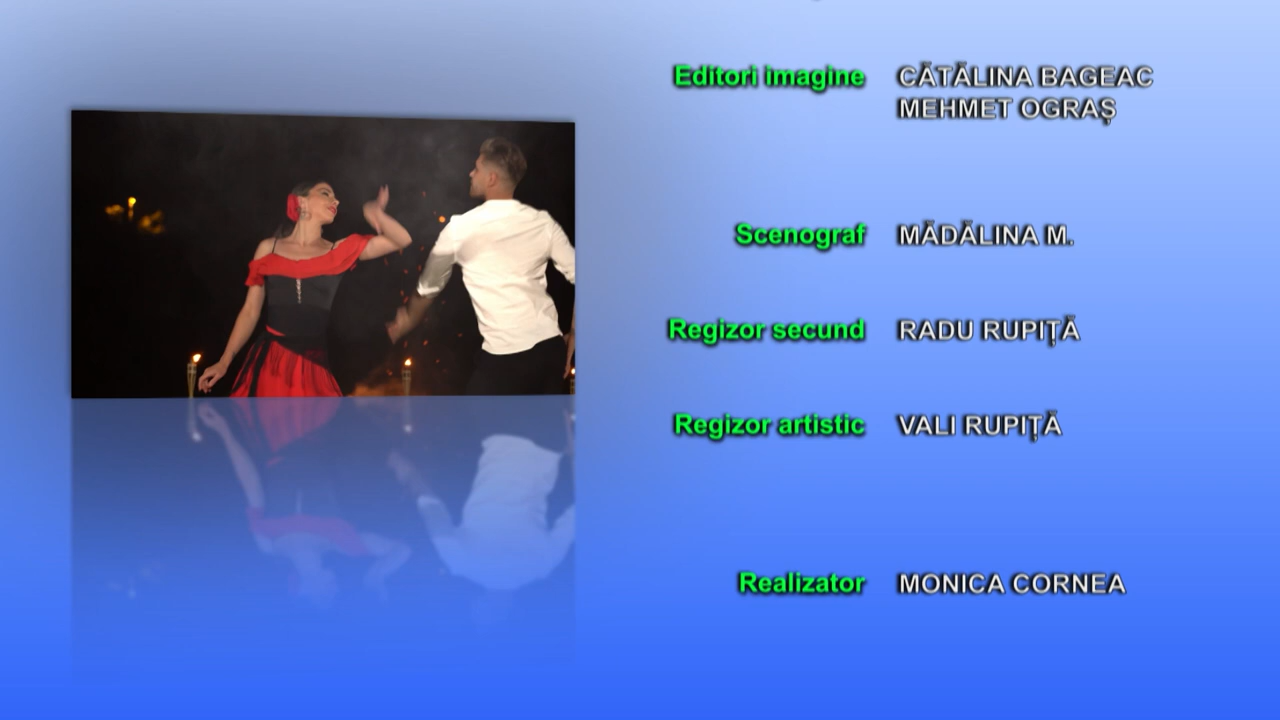 Editori imagine CĂTĂLINA BAGEAC
MEHMET OGRAȘ
Scenograf MĂDĂLINA M.
Regizor secund RADU RUPIȚĂ
Regizor artistic VALI RUPIȚĂ
Realizator MONICA CORNEA